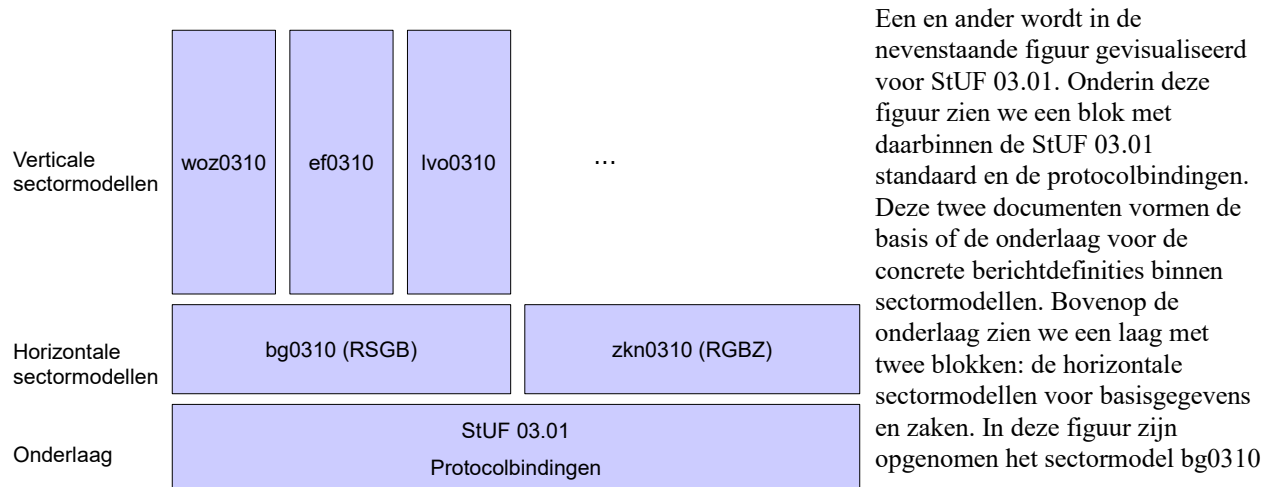 Verticale
sectormodellen
woz0310
ef0310
lvo0310
...
Horizontale
sectormodellen
bg0310 (RSGB)
zkn0310 (RGBZ)
Onderlaag
StUF 03.01
Protocolbindingen
Een en ander wordt in de
nevenstaande figuur gevisualiseerd
voor StUF 03.01. Onderin deze
figuur zien we een blok met
daarbinnen de StUF 03.01
standaard en de protocolbindingen.
Deze twee documenten vormen de
basis of de onderlaag voor de
concrete berichtdefinities binnen
sectormodellen. Bovenop de
onderlaag zien we een laag met
twee blokken: de horizontale
sectormodellen voor basisgegevens
en zaken. In deze figuur zijn
opgenomen het sectormodel bg0310